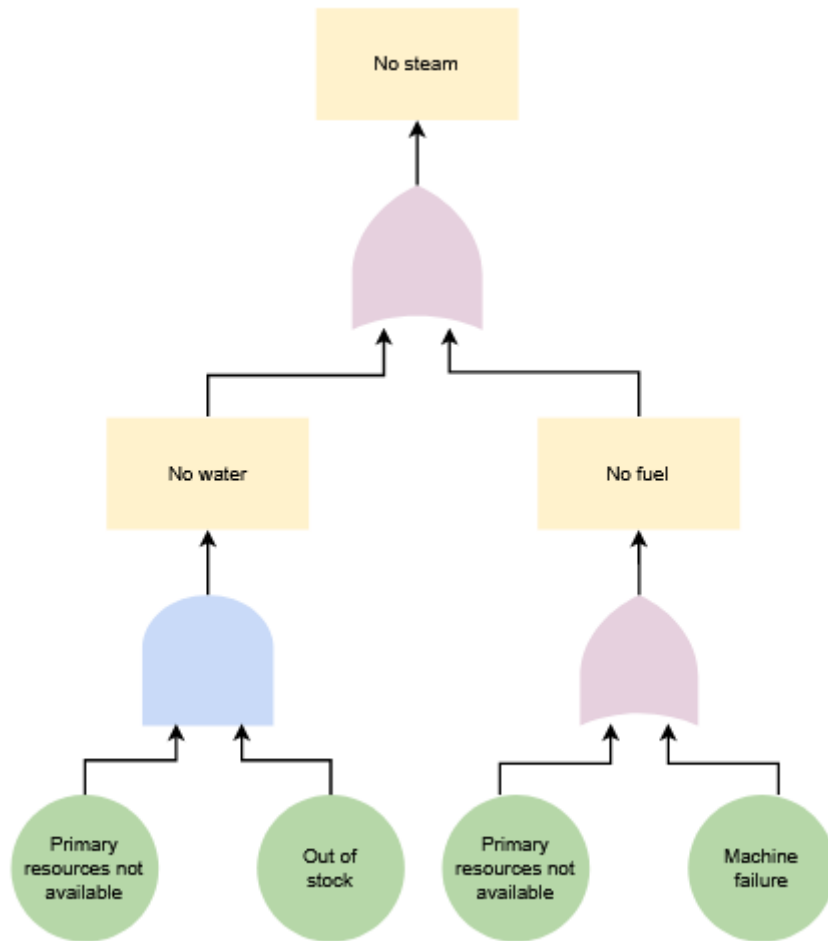 No steam
No water
No fuel
Primary
resources not
available
Out of
stock
Primary
resources not
available
Machine
failure